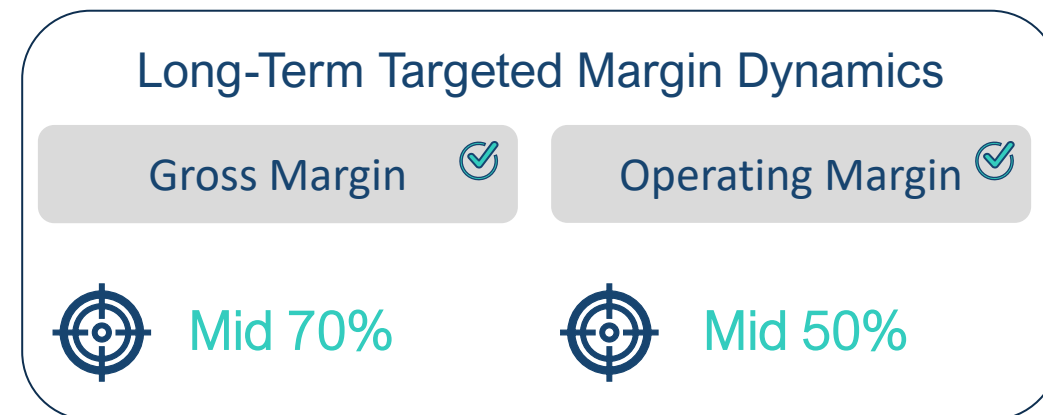 Long-Term Targeted Margin Dynamics
Gross Margin
Operating Margin
Mid 70%
Mid 50%